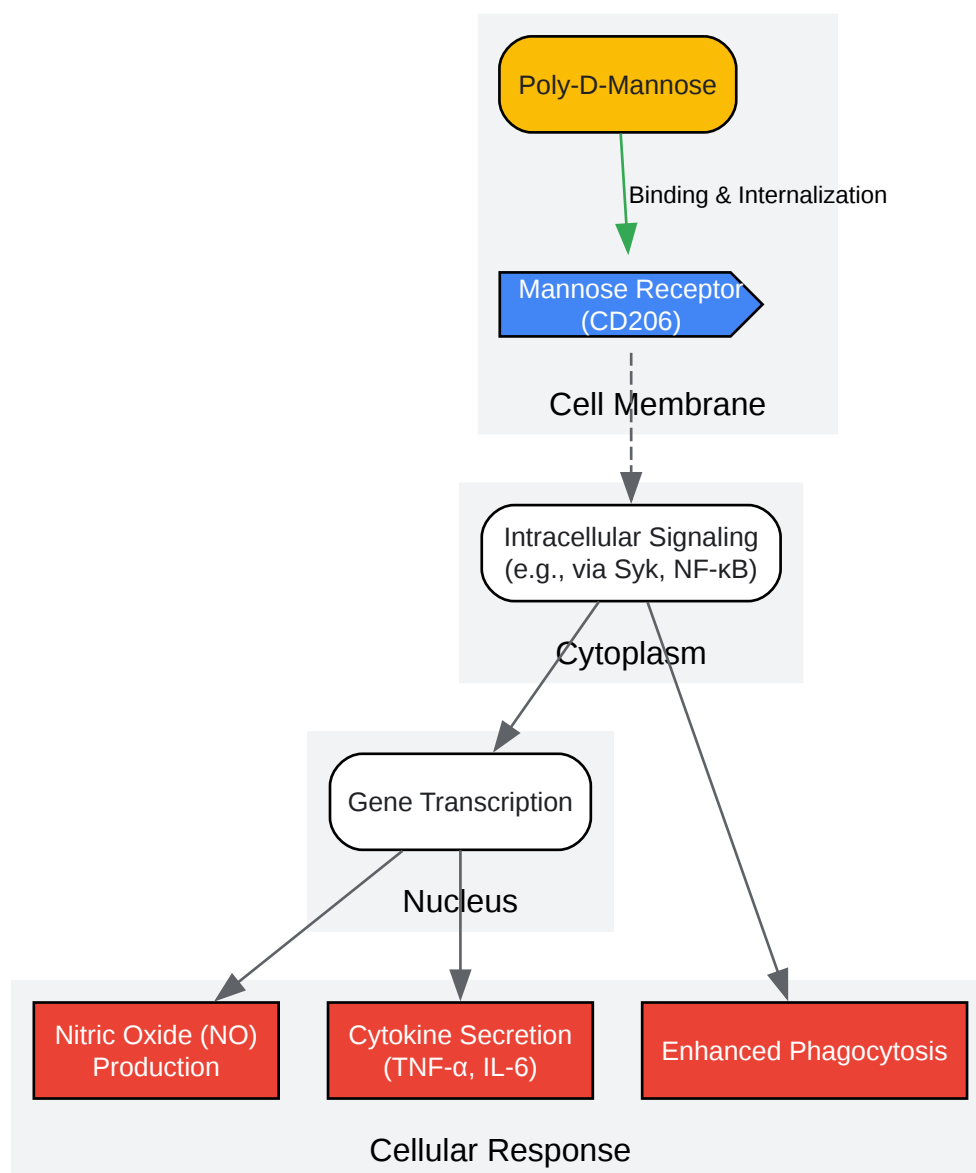 Poly-D-Mannose
Binding & Internalization
Mannose Receptor
(CD206)
Cell Membrane
Intracellular Signaling
(e.g., via Syk, NF-κB)
Cytoplasm
Gene Transcription
Nucleus
Nitric Oxide (NO)
Production
Cytokine Secretion
(TNF-α, IL-6)
Enhanced Phagocytosis
Cellular Response